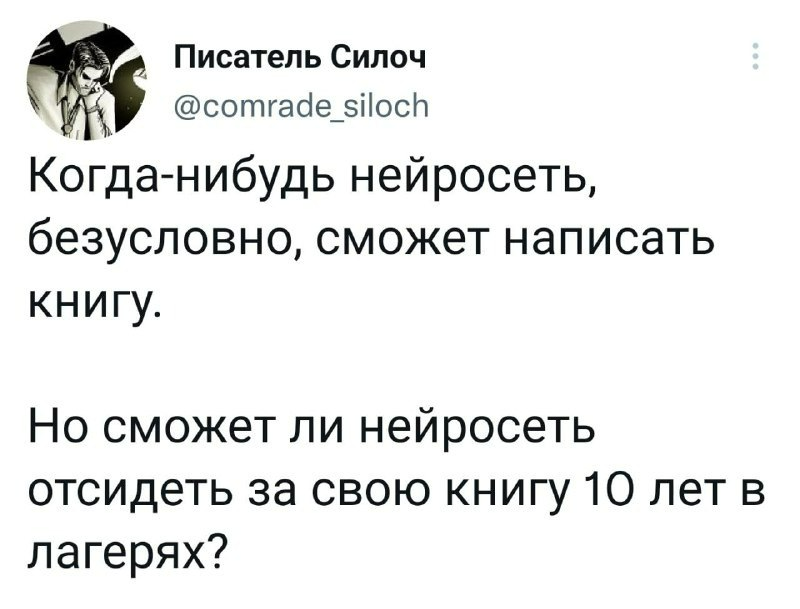 Писатель Силоч
@comrade_siloch
Когда-нибудь нейросеть,
безусловно, сможет написать
книгу.
Но сможет ли нейросеть
отсидеть за свою книгу 10 лет в
лагерях?